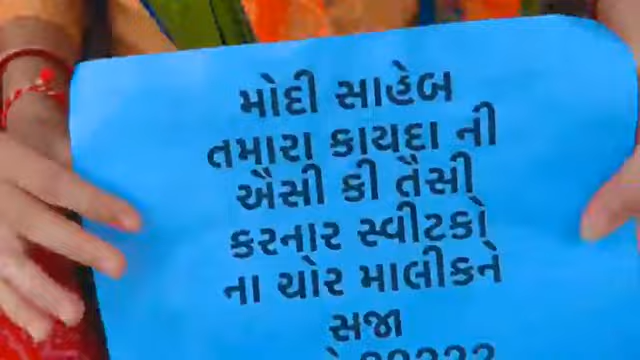 મોદી સાહેબ
તમારા કાયદા ની
ઐસી કી તૈસી
કરનાર સ્વીટકો
ના ચોર માલીકને
સજા